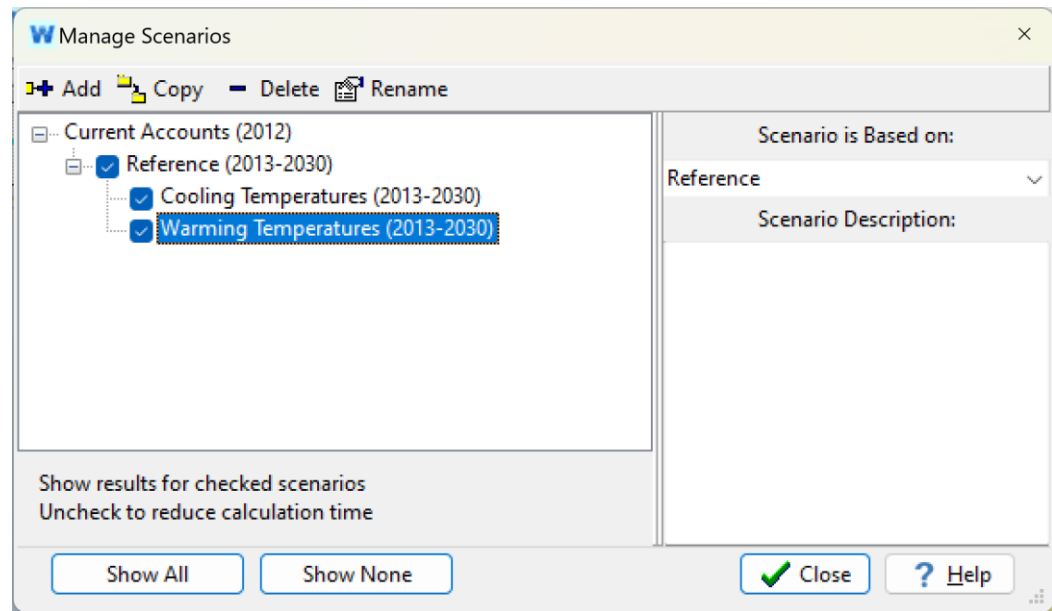 W Manage Scenarios
Add Copy Delete Rename
Current Accounts (2012)
Reference (2013-2030)
Cooling Temperatures (2013-2030)
Warming Temperatures (2013-2030)
Scenario is Based on:
Reference
Scenario Description:
Show results for checked scenarios
Uncheck to reduce calculation time
Show All Show None Close ? Help